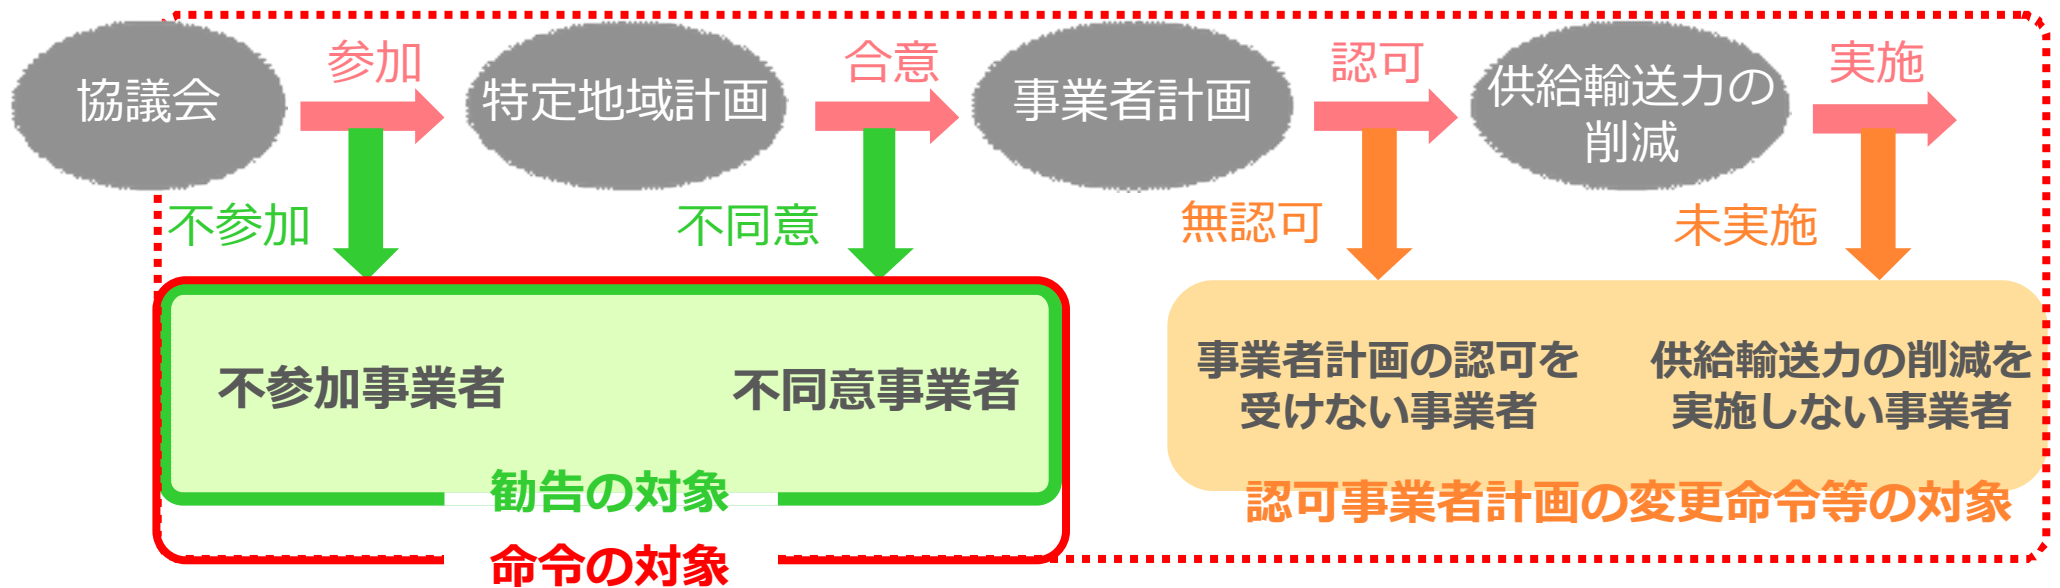 協議会
参加
特定地域計画
合意
事業者計画
認可
供給輸送力の
削減
実施
不参加
不同意
無認可
未実施
不参加事業者
不同意事業者
勧告の対象
命令の対象
事業者計画の認可を
受けない事業者
供給輸送力の削減を
実施しない事業者
認可事業者計画の変更命令等の対象